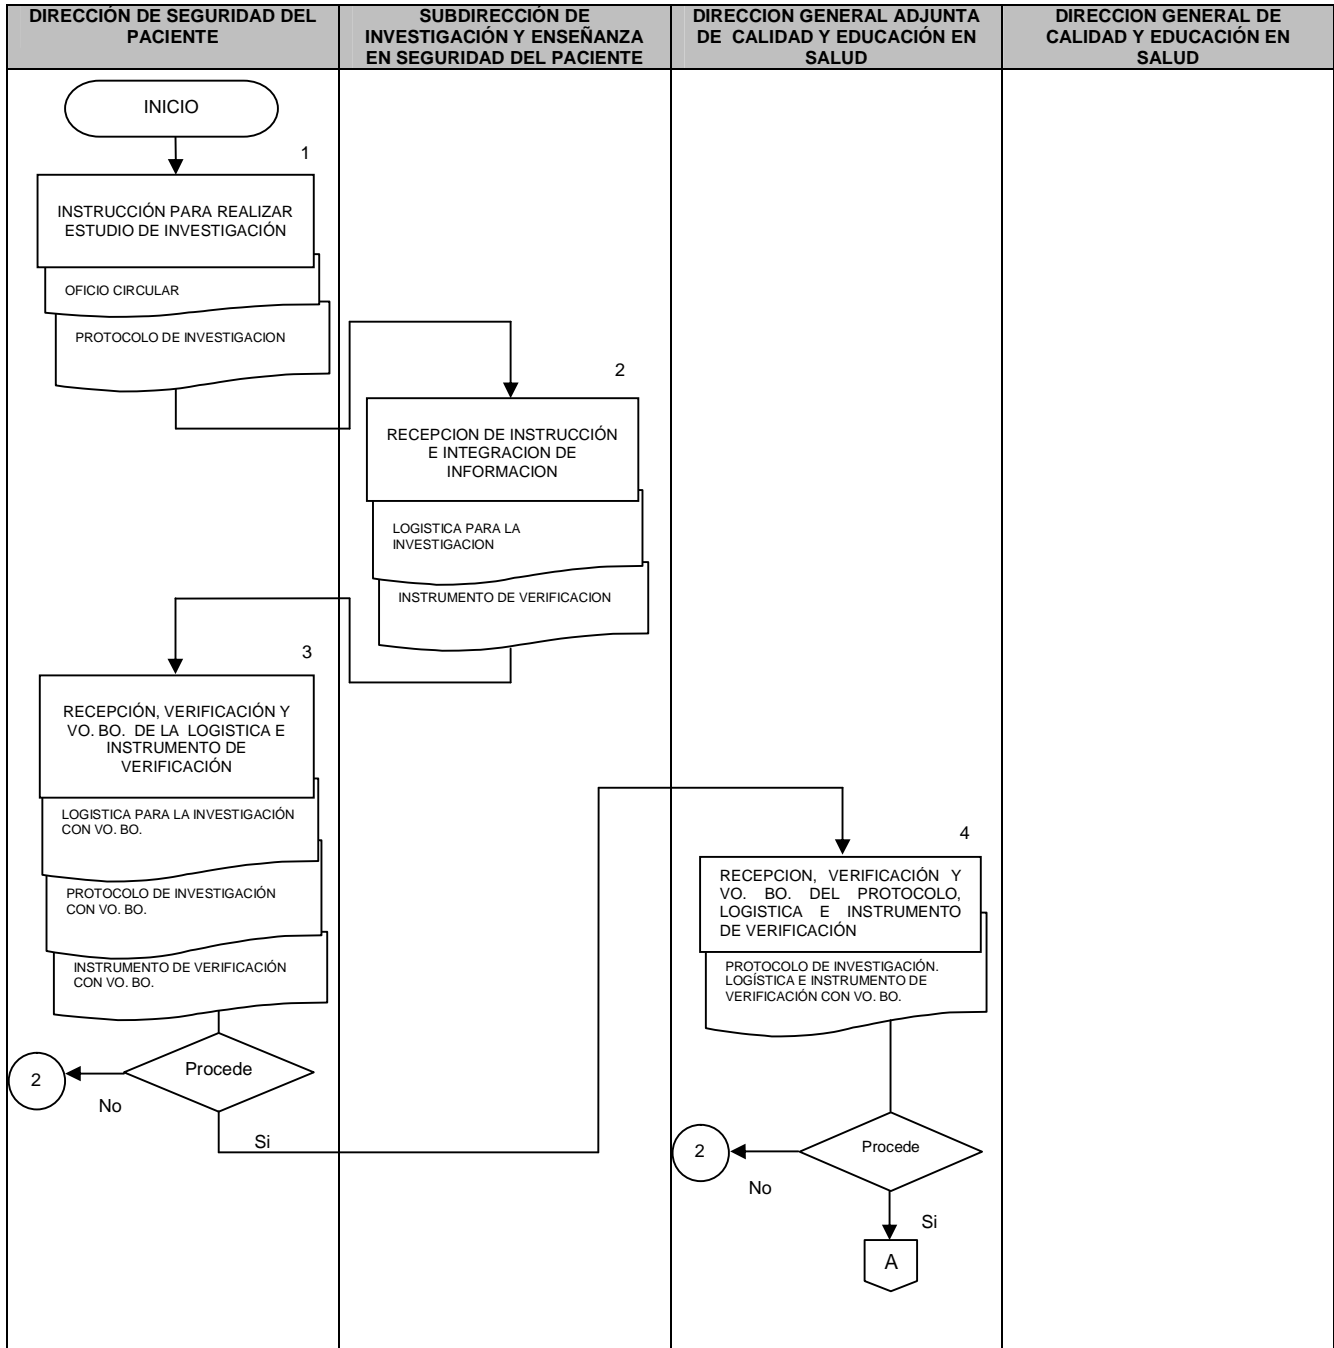 DIRECCIÓN DE SEGURIDAD DEL
PACIENTE
SUBDIRECCIÓN DE
INVESTIGACIÓN Y ENSEÑANZA
EN SEGURIDAD DEL PACIENTE
DIRECCION GENERAL ADJUNTA
DE CALIDAD Y EDUCACIÓN EN
SALUD
DIRECCION GENERAL DE
CALIDAD Y EDUCACIÓN EN
SALUD
INICIO
1
INSTRUCCIÓN PARA REALIZAR
ESTUDIO DE INVESTIGACIÓN
OFICIO CIRCULAR
PROTOCOLO DE INVESTIGACION
2
RECEPCION DE INSTRUCCIÓN
E INTEGRACION DE
INFORMACION
LOGISTICA PARA LA
INVESTIGACION
INSTRUMENTO DE VERIFICACION
3
RECEPCIÓN, VERIFICACIÓN Y
VO. BO. DE LA LOGISTICA E
INSTRUMENTO DE
VERIFICACIÓN
LOGISTICA PARA LA INVESTIGACIÓN
CON VO. BO.
PROTOCOLO DE INVESTIGACIÓN
CON VO. BO.
INSTRUMENTO DE VERIFICACIÓN
CON VO. BO.
Procede
2
No
Si
4
RECEPCION, VERIFICACIÓN Y
VO. BO. DEL PROTOCOLO,
LOGISTICA E INSTRUMENTO
DE VERIFICACIÓN
PROTOCOLO DE INVESTIGACIÓN.
LOGÍSTICA E INSTRUMENTO DE
VERIFICACIÓN CON VO. BO.
Procede
2
No
Si
A